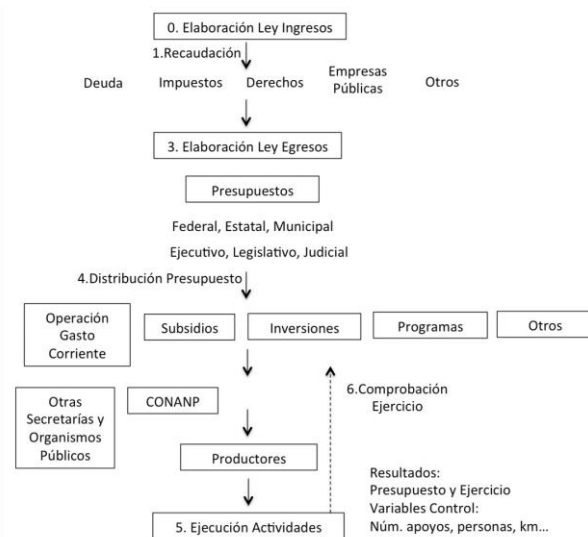 0. Elaboración Ley Ingresos
1.Recaudación
Deuda
Impuestos
Derechos
Empresas
Públicas
Otros
3. Elaboración Ley Egresos
Presupuestos
Federal, Estatal, Municipal
Ejecutivo, Legislativo, Judicial
4.Distribución Presupuesto
Operación
Gasto
Corriente
Subsidios
Inversiones
Programas
Otros
Otras
Secretarías y
Organismos
Públicos
CONANP
6.Comprobación
Ejercicio
Productores
Resultados:
Presupuesto y Ejercicio
Variables Control:
Núm. apoyos, personas, km...
5. Ejecución Actividades